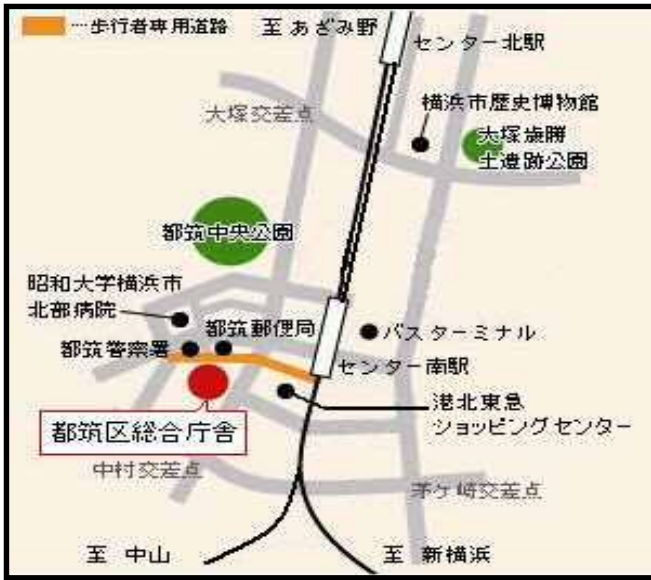 …歩行者専用道路
至あざみ野
センター北駅
横浜市歴史博物館
大塚交差点
大塚歳勝
土遺跡公園
都筑中央公園
昭和大学横浜市
北部病院
都筑郵便局
バスターミナル
都筑警察署
センター南駅
港北東急
ショッピングセンター
都筑区総合庁舎
中村交差点
茅ヶ崎交差点
至 中山
至 新横浜